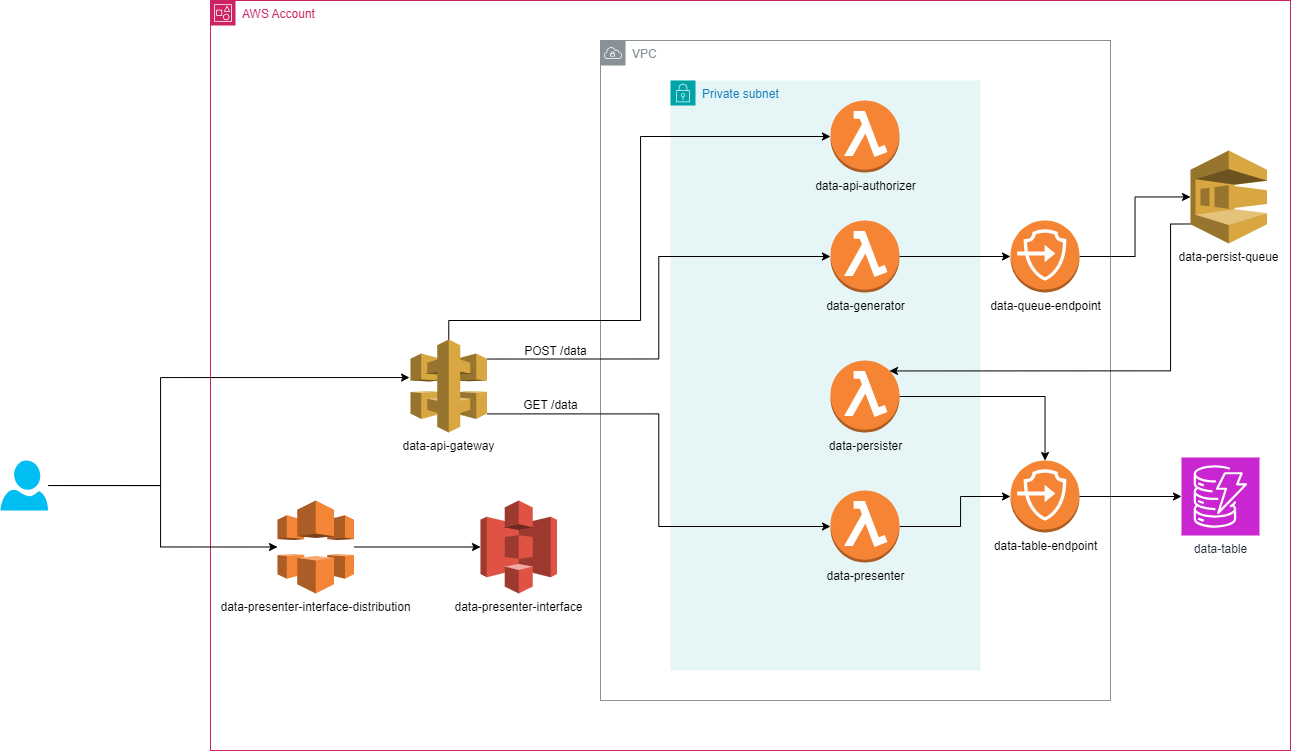 AWS Account
VPC
Private subnet
data-api-authorizer
data-persist-queue
data-generator
data-queue-endpoint
POST /data
GET /data
data-api-gateway
data-persister
data-table-endpoint
data-table
data-presenter
data-presenter-interface-distribution
data-presenter-interface